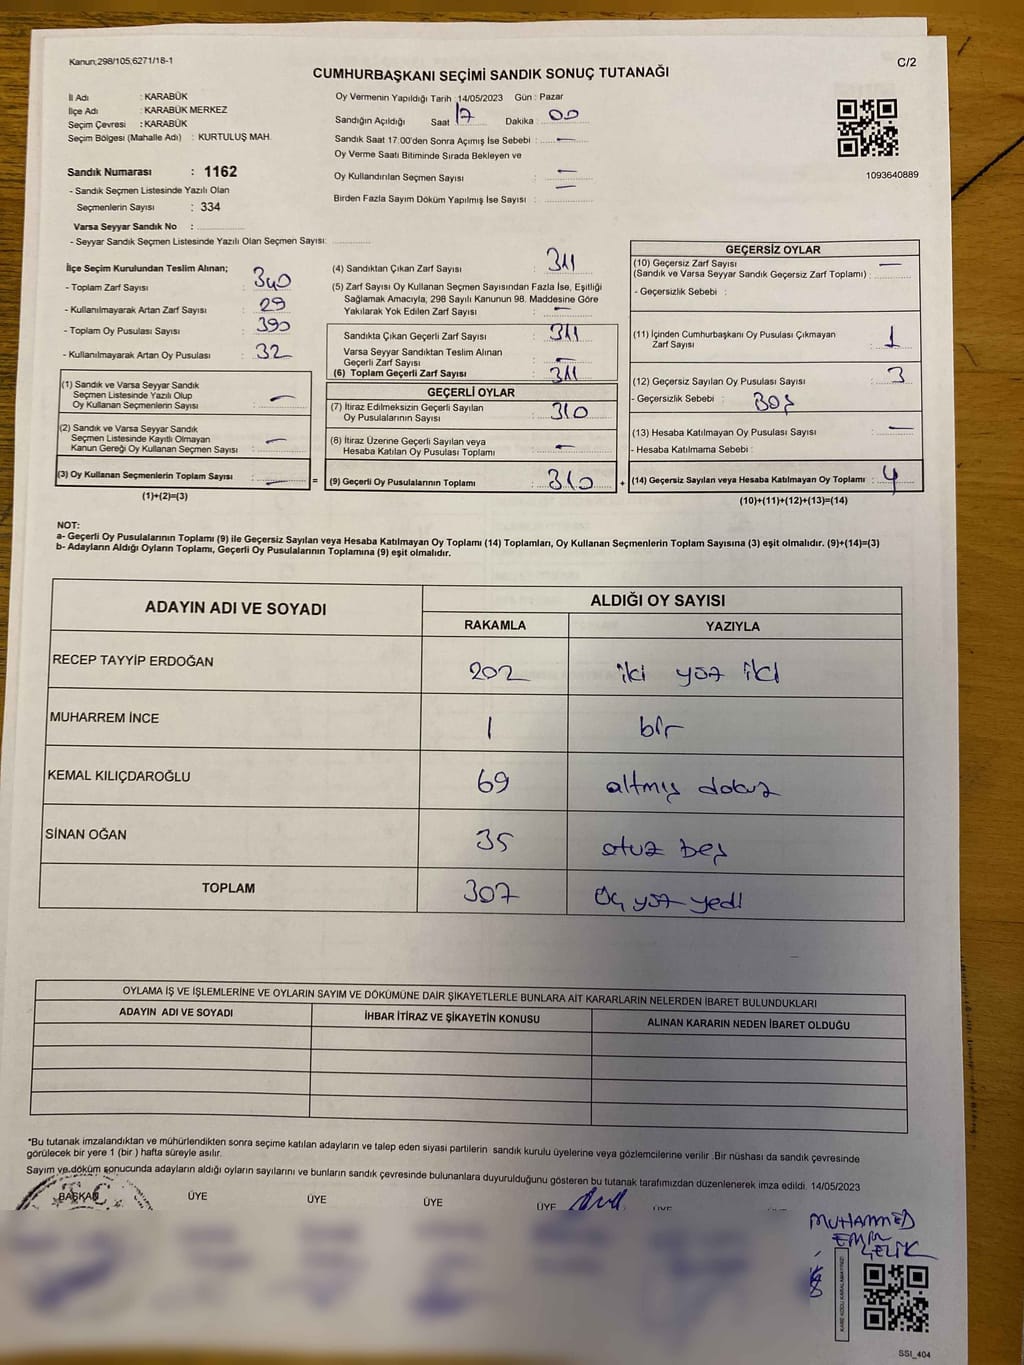 Kanun;298/105,6271/18-1
C/2
CUMHURBAŞKANI SEÇİMİ SANDIK SONUÇ TUTANAĞI
İl Adı : KARABÜK
İlçe Adı : KARABÜK MERKEZ
Seçim Çevresi : KARABÜK
Seçim Bölgesi (Mahalle Adı) : KURTULUŞ MAH.
Sandık Numarası : 1162
- Sandık Seçmen Listesinde Yazılı Olan
Seçmenlerin Sayısı : 334
Varsa Seyyar Sandık No :
- Seyyar Sandık Seçmen Listesinde Yazılı Olan Seçmen Sayısı:
Oy Vermenin Yapıldığı Tarih :14/05/2023 Gün : Pazar
Sandığın Açıldığı Saat 17 Dakika : 00
Sandık Saat 17:00'den Sonra Açımış İse Sebebi : —
Oy Verme Saati Bitiminde Sırada Bekleyen ve
Oy Kullandırılan Seçmen Sayısı : —
Birden Fazla Sayım Döküm Yapılmış İse Sayısı : —
1093640889
İlçe Seçim Kurulundan Teslim Alınan;
- Toplam Zarf Sayısı : 340
- Kullanılmayarak Artan Zarf Sayısı : 29
- Toplam Oy Pusulası Sayısı : 390
- Kullanılmayarak Artan Oy Pusulası : 32
(1) Sandık ve Varsa Seyyar Sandık
Seçmen Listesinde Yazılı Olup
Oy Kullanan Seçmenlerin Sayısı : —
(2) Sandık ve Varsa Seyyar Sandık
Seçmen Listesinde Kayıtlı Olmayan
Kanun Gereği Oy Kullanan Seçmen Sayısı : —
(3) Oy Kullanan Seçmenlerin Toplam Sayısı : — =
(1)+(2)=(3)
(4) Sandıktan Çıkan Zarf Sayısı : 311
(5) Zarf Sayısı Oy Kullanan Seçmen Sayısından Fazla İse, Eşitliği
Sağlamak Amacıyla, 298 Sayılı Kanunun 98. Maddesine Göre
Yakılarak Yok Edilen Zarf Sayısı : —
Sandıkta Çıkan Geçerli Zarf Sayısı : 311
Varsa Seyyar Sandıktan Teslim Alınan
Geçerli Zarf Sayısı : —
(6) Toplam Geçerli Zarf Sayısı : 311
GEÇERLİ OYLAR
(7) İtiraz Edilmeksizin Geçerli Sayılan
Oy Pusulalarının Sayısı : 310
(8) İtiraz Üzerine Geçerli Sayılan veya
Hesaba Katılan Oy Pusulası Toplamı : —
(9) Geçerli Oy Pusulalarının Toplamı : 310 +
GEÇERSİZ OYLAR
(10) Geçersiz Zarf Sayısı —
(Sandık ve Varsa Seyyar Sandık Geçersiz Zarf Toplamı) :
- Geçersizlik Sebebi :
(11) İçinden Cumhurbaşkanı Oy Pusulası Çıkmayan
Zarf Sayısı : 1
(12) Geçersiz Sayılan Oy Pusulası Sayısı : 3
- Geçersizlik Sebebi : Boş
(13) Hesaba Katılmayan Oy Pusulası Sayısı : —
- Hesaba Katılmama Sebebi :
(14) Geçersiz Sayılan veya Hesaba Katılmayan Oy Toplamı : 4
(10)+(11)+(12)+(13)=(14)
NOT:
a- Geçerli Oy Pusulasının Toplamı (9) ile Geçersiz Sayılan veya Hesaba Katılmayan Oy Toplamı (14) Toplamları, Oy Kullanan Seçmenlerin Toplam Sayısına (3) eşit olmalıdır. (9)+(14)=(3)
b- Adayların Aldığı Oyların Toplamı, Geçerli Oy Pusulalarının Toplamına (9) eşit olmalıdır.
ADAYIN ADI VE SOYADI
ALDIĞI OY SAYISI
RAKAMLA YAZIYLA
RECEP TAYYİP ERDOĞAN 202 iki yüz iki
MUHARREM İNCE 1 bir
KEMAL KILIÇDAROĞLU 69 altmış dokuz
SİNAN OĞAN 35 otuz beş
TOPLAM 307 Üç yüz yedi
OYLAMA İŞ VE İŞLEMLERİNE VE OYLARIN SAYIM VE DÖKÜMÜNE DAİR ŞİKAYETLERLE BUNLARA AİT KARARLARIN NELERDEN İBARET BULUNDUKLARI
ADAYIN ADI VE SOYADI İHBAR İTİRAZ VE ŞİKAYETİN KONUSU ALINAN KARARIN NEDEN İBARET OLDUĞU
*Bu tutanak imzalandıktan ve mühürlendikten sonra seçime katılan adayların ve talep eden siyasi partilerin sandık kurulu üyelerine veya gözlemcilerine verilir .Bir nüshası da sandık çevresinde
görülecek bir yere 1 (bir ) hafta süreyle asılır.
Sayım ve döküm sonucunda adayların aldığı oyların sayılarını ve bunların sandık çevresinde bulunanlara duyurulduğunu gösteren bu tutanak tarafımızdan düzenlenerek imza edildi. 14/05/2023
BAŞKAN ÜYE ÜYE ÜYE ÜYE ÜYE
MUHAMMED
EMİN
ÇELİK
KARE KODU KARALAMAYINIZ!
SSI_404